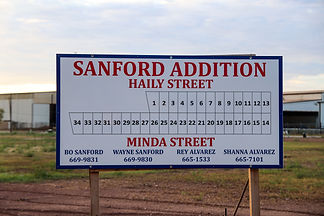 SANFORD ADDITION
HAILY STREET
1 2 3 4 5 6 7 8 9 10 11 12 13
34 33 32 31 30 29 28 27 26 25 24 23 22 21 20 19 18 17 16 15 14
MINDA STREET
BO SANFORD WAYNE SANFORD REY ALVAREZ SHANNA ALVAREZ
669-9831 669-9830 665-1533 665-7101